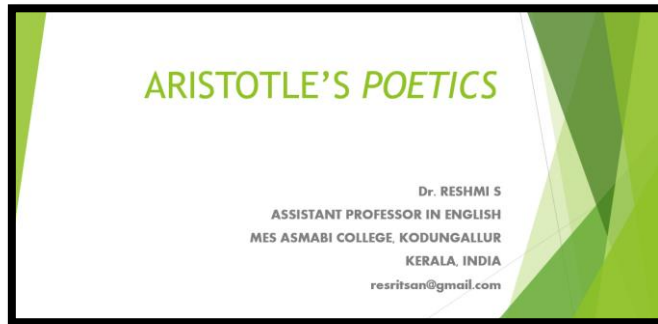 ARISTOTLE'S POETICS
Dr. RESHMI S
ASSISTANT PROFESSOR IN ENGLISH
MES ASMABI COLLEGE, KODUNGALLUR
KERALA, INDIA
resritsan@gmail.com